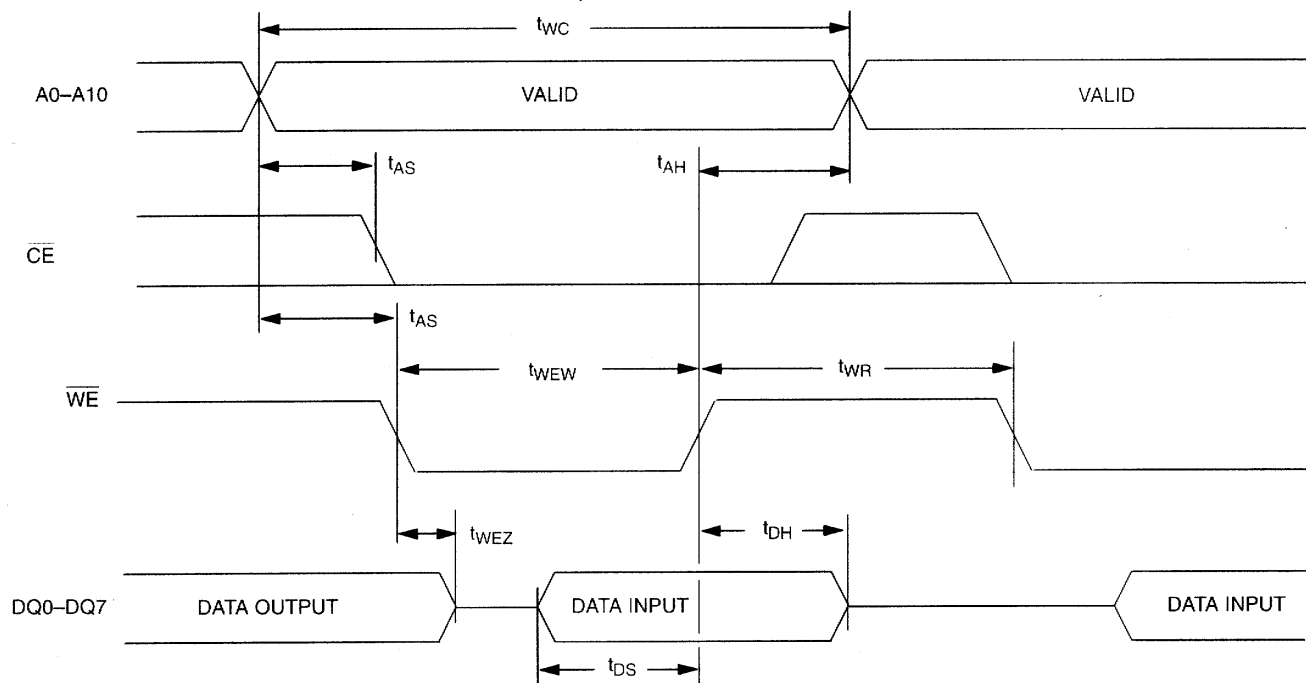 tWC
A0–A10
VALID
VALID
tAS
tAH
CE
tAS
tWEW
tWR
WE
tWEZ
tDH
DQ0–DQ7
DATA OUTPUT
DATA INPUT
DATA INPUT
tDS